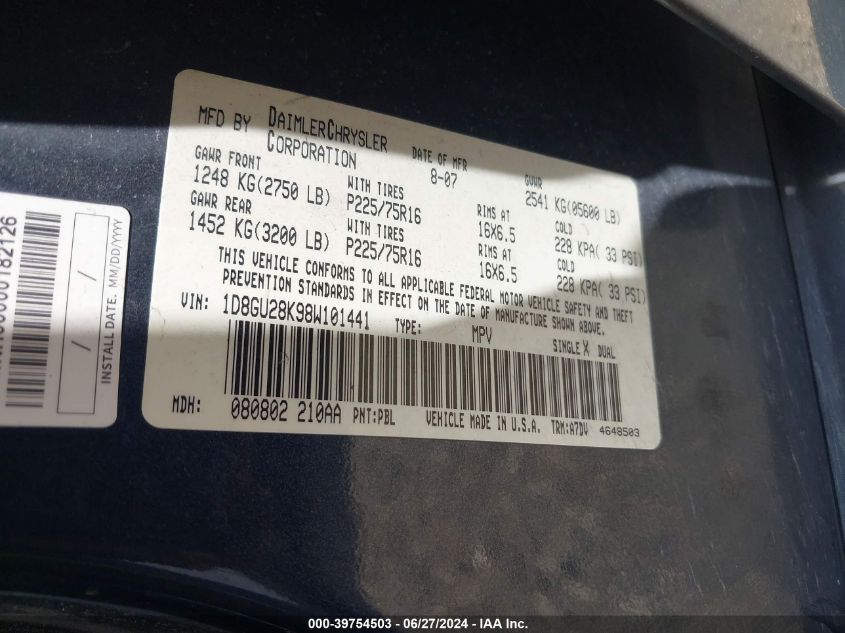 MFD BY DAIMLERCHRYSLER CORPORATION
DATE OF MFR 8-07
GVWR 2541 KG(05600 LB)
GAWR FRONT WITH TIRES RIMS AT COLD
1248 KG(2750 LB) P225/75R16 16X6.5 228 KPA( 33 PSI)
GAWR REAR WITH TIRES RIMS AT COLD
1452 KG(3200 LB) P225/75R16 16X6.5 228 KPA( 33 PSI)
THIS VEHICLE CONFORMS TO ALL APPLICABLE FEDERAL MOTOR VEHICLE SAFETY AND THEFT
PREVENTION STANDARDS IN EFFECT ON THE DATE OF MANUFACTURE SHOWN ABOVE.
VIN: 1D8GU28K98W101441 TYPE: MPV SINGLE X DUAL
MDH: 080802 210AA PNT:PBL VEHICLE MADE IN U.S.A. TRM:A7DV 4648503
INSTALL DATE. MM/DD/YYYY
/ /
000-39754503 / 06/27/2024 - IAA Inc.